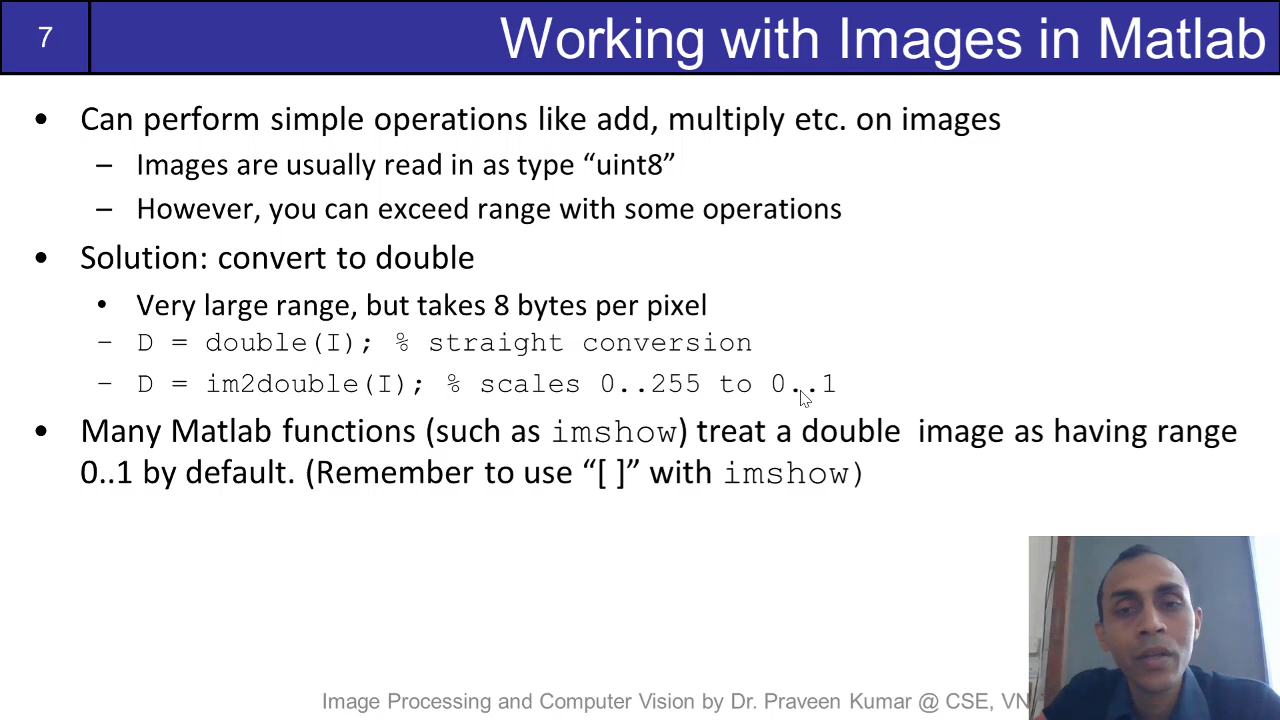 7
Working with Images in Matlab
• Can perform simple operations like add, multiply etc. on images
– Images are usually read in as type “uint8”
– However, you can exceed range with some operations
• Solution: convert to double
• Very large range, but takes 8 bytes per pixel
– D = double(I); % straight conversion
– D = im2double(I); % scales 0..255 to 0..1
• Many Matlab functions (such as imshow) treat a double image as having range
0..1 by default. (Remember to use “[ ]” with imshow)
Image Processing and Computer Vision by Dr. Praveen Kumar @ CSE,